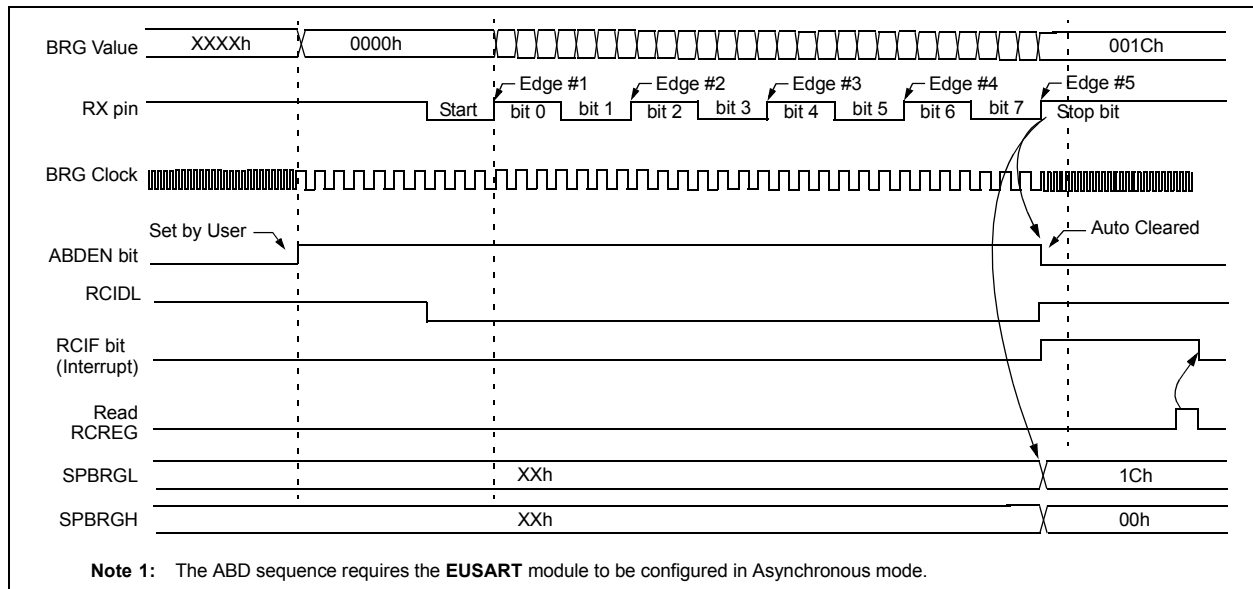 BRG Value
XXXXh
0000h
001Ch
RX pin
Start
Edge #1
bit 0
bit 1
Edge #2
bit 2
bit 3
Edge #3
bit 4
bit 5
Edge #4
bit 6
bit 7
Edge #5
Stop bit
BRG Clock
Set by User
Auto Cleared
ABDEN bit
RCIDL
RCIF bit
(Interrupt)
Read
RCREG
SPBRGL
XXh
1Ch
SPBRGH
XXh
00h
Note 1: The ABD sequence requires the EUSART module to be configured in Asynchronous mode.